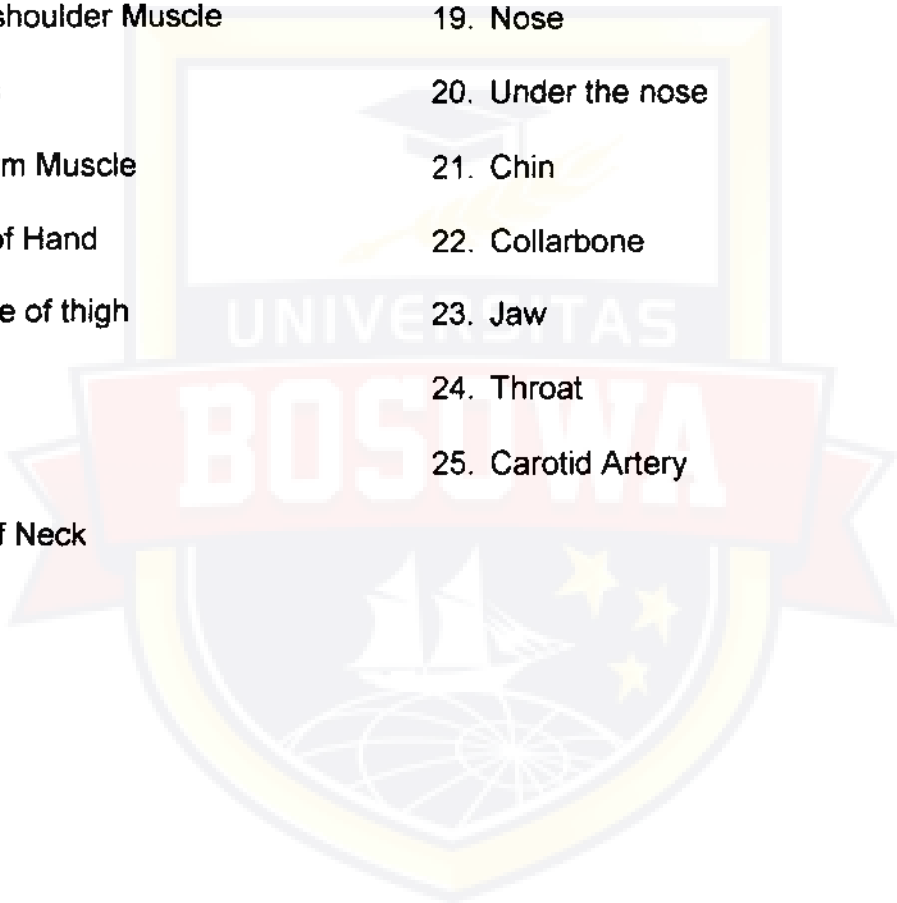 shoulder Muscle
m Muscle
of Hand
e of thigh
f Neck
19. Nose
20. Under the nose
21. Chin
22. Collarbone
23. Jaw
24. Throat
25. Carotid Artery
UNIVERSITAS
BOSOWA